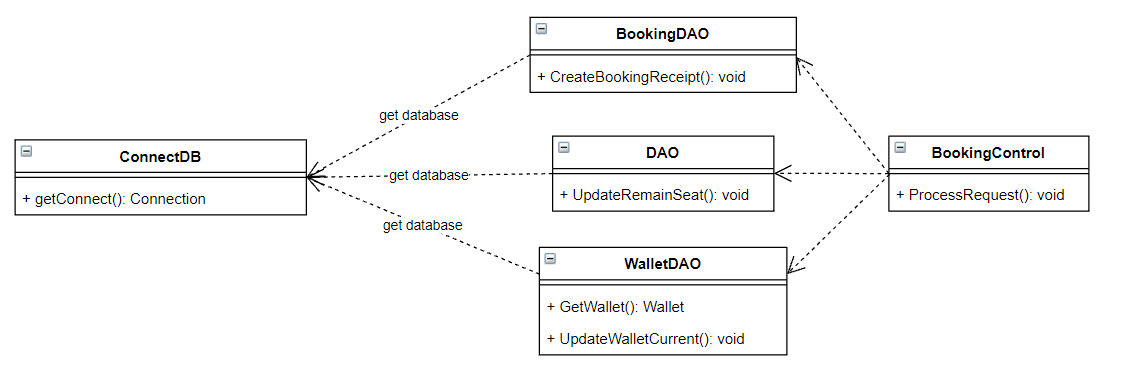 BookingDAO
+ CreateBookingReceipt(): void
get database
ConnectDB
+ getConnect(): Connection
get database
DAO
+ UpdateRemainSeat(): void
BookingControl
+ ProcessRequest(): void
get database
WalletDAO
+ GetWallet(): Wallet
+ UpdateWalletCurrent(): void